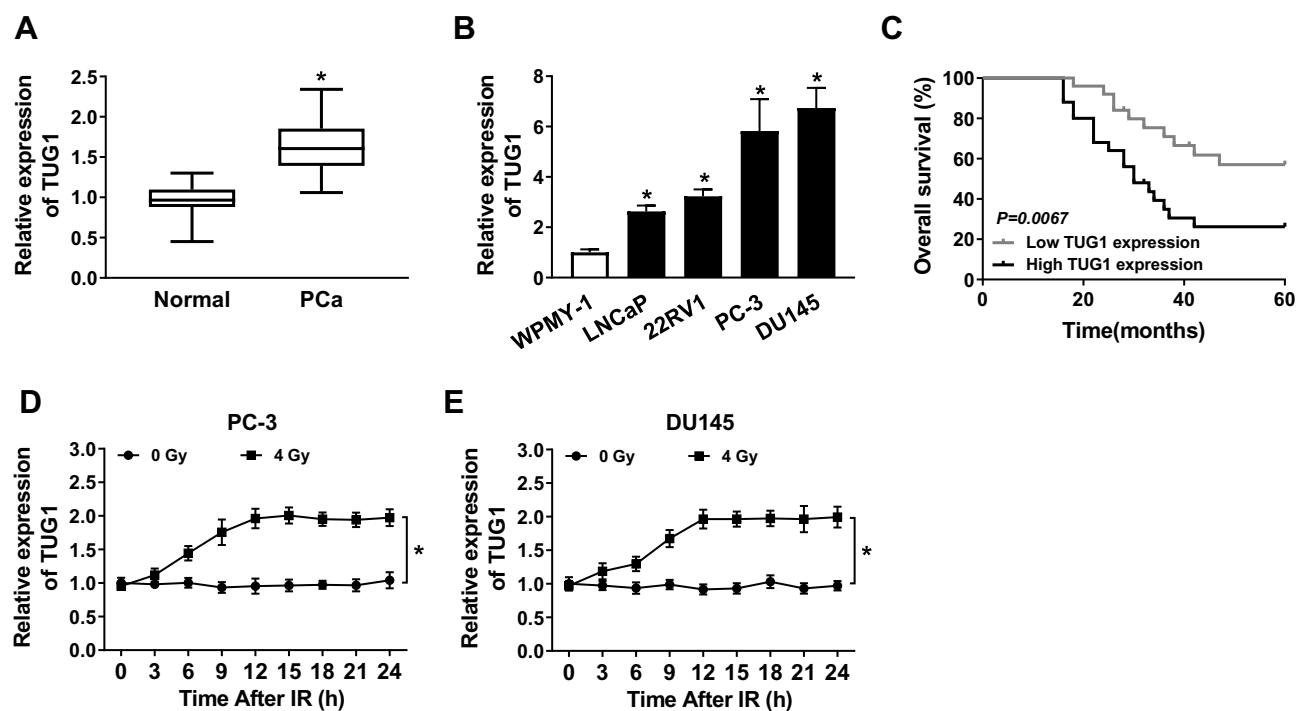 A
Relative expression
of TUG1
2.5
2.0
1.5
1.0
0.5
0.0
*
Normal PCa
B
Relative expression
of TUG1
8
6
4
2
0
* * * *
WPMY-1 LNCaP 22RV1 PC-3 DU145
C
Overall survival (%)
100
80
60
40
20
0
P=0.0067
Low TUG1 expression
High TUG1 expression
0 20 40 60
Time(months)
D
PC-3
Relative expression
of TUG1
3.0
2.5
2.0
1.5
1.0
0.5
0.0
0 Gy 4 Gy
*
0 3 6 9 12 15 18 21 24
Time After IR (h)
E
DU145
Relative expression
of TUG1
3.0
2.5
2.0
1.5
1.0
0.5
0.0
0 Gy 4 Gy
*
0 3 6 9 12 15 18 21 24
Time After IR (h)